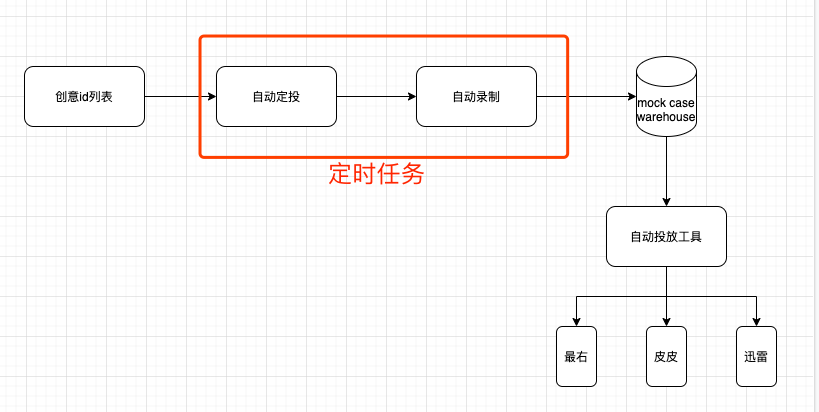 创意id列表
自动定投
自动录制
mock case
warehouse
定时任务
自动投放工具
最右
皮皮
迅雷